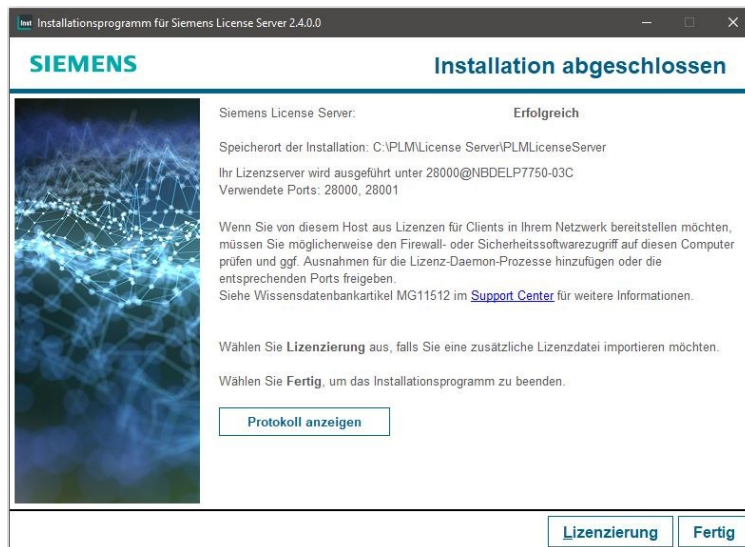 Inst Installationsprogramm für Siemens License Server 2.4.0.0
SIEMENS
Installation abgeschlossen
Siemens License Server: Erfolgreich
Speicherort der Installation: C:\PLM\License Server\PLMLicenseServer
Ihr Lizenzserver wird ausgeführt unter 28000@NBDELP7750-03C
Verwendete Ports: 28000, 28001
Wenn Sie von diesem Host aus Lizenzen für Clients in Ihrem Netzwerk bereitstellen möchten,
müssen Sie möglicherweise den Firewall- oder Sicherheitssoftwarezugriff auf diesen Computer
prüfen und ggf. Ausnahmen für die Lizenz-Daemon-Prozesse hinzufügen oder die
entsprechenden Ports freigeben.
Siehe Wissensdatenbankartikel MG11512 im Support Center für weitere Informationen.
Wählen Sie Lizenzierung aus, falls Sie eine zusätzliche Lizenzdatei importieren möchten.
Wählen Sie Fertig, um das Installationsprogramm zu beenden.
Protokoll anzeigen
Lizenzierung Fertig